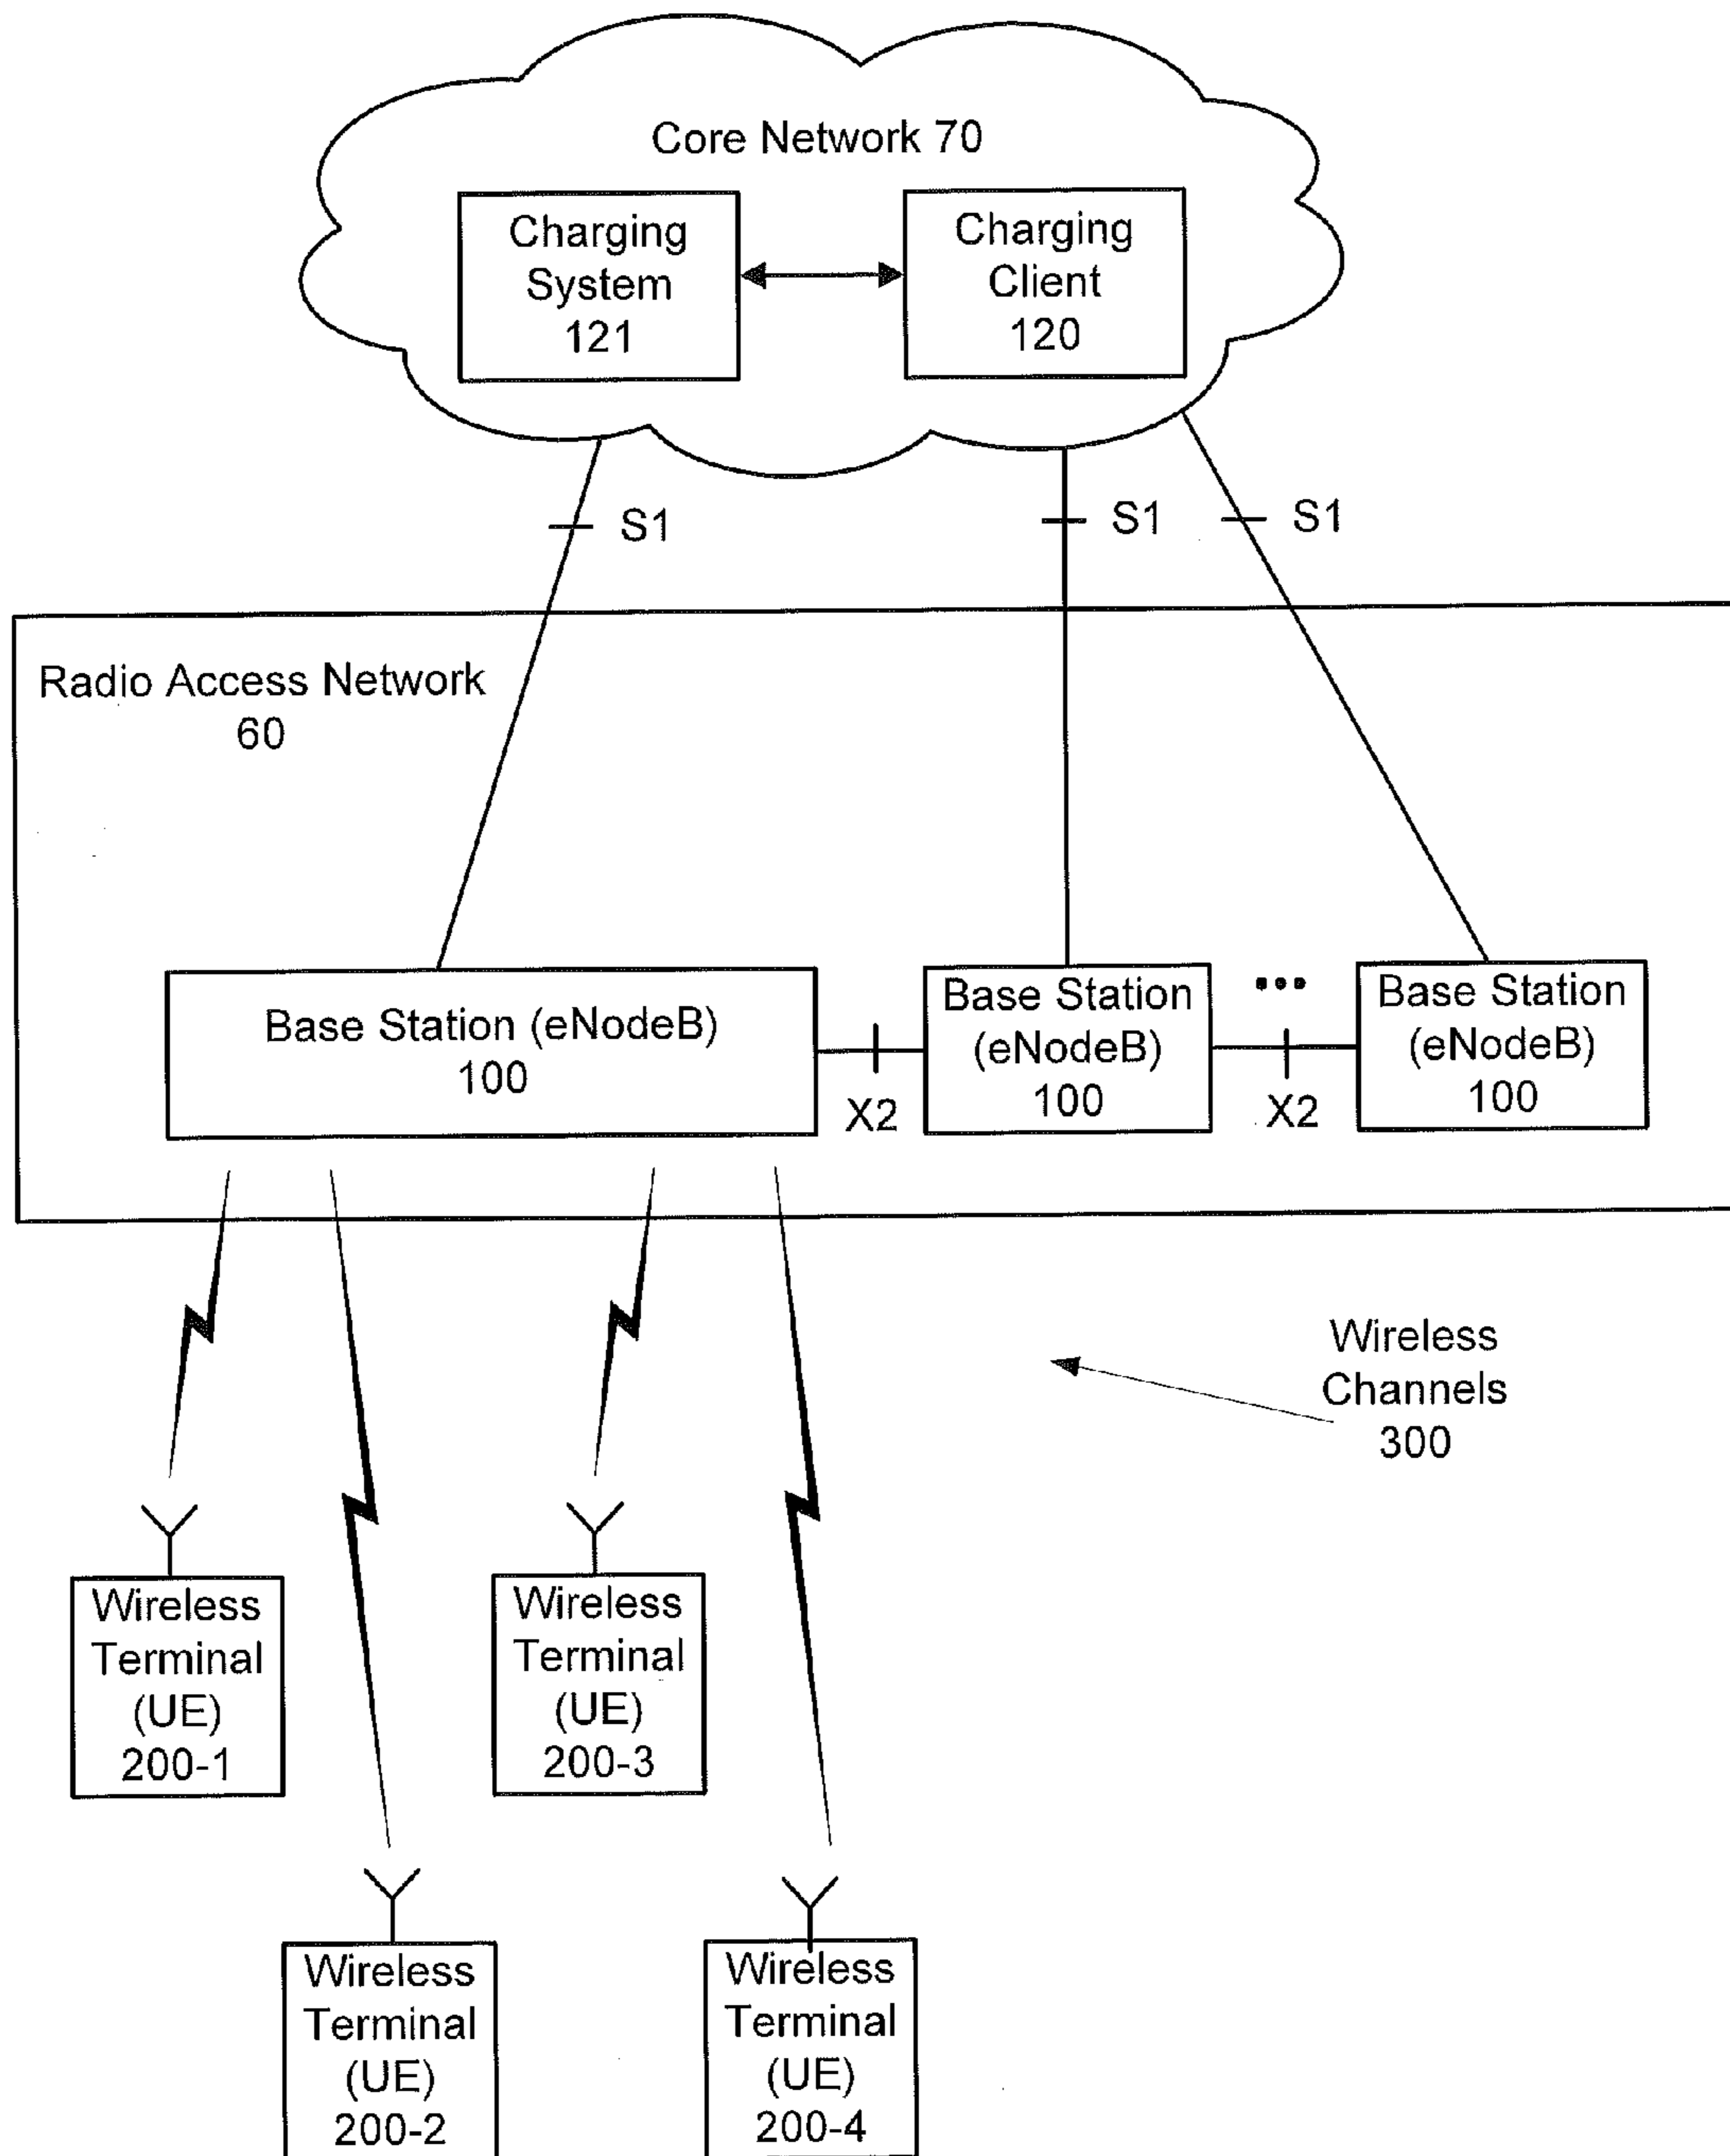 Core Network 70
Charging
System
121
Charging
Client
120
S1
S1
S1
Radio Access Network
60
Base Station (eNodeB)
100
X2
Base Station
(eNodeB)
100
•••
X2
Base Station
(eNodeB)
100
Wireless
Channels
300
Wireless
Terminal
(UE)
200-1
Wireless
Terminal
(UE)
200-3
Wireless
Terminal
(UE)
200-2
Wireless
Terminal
(UE)
200-4